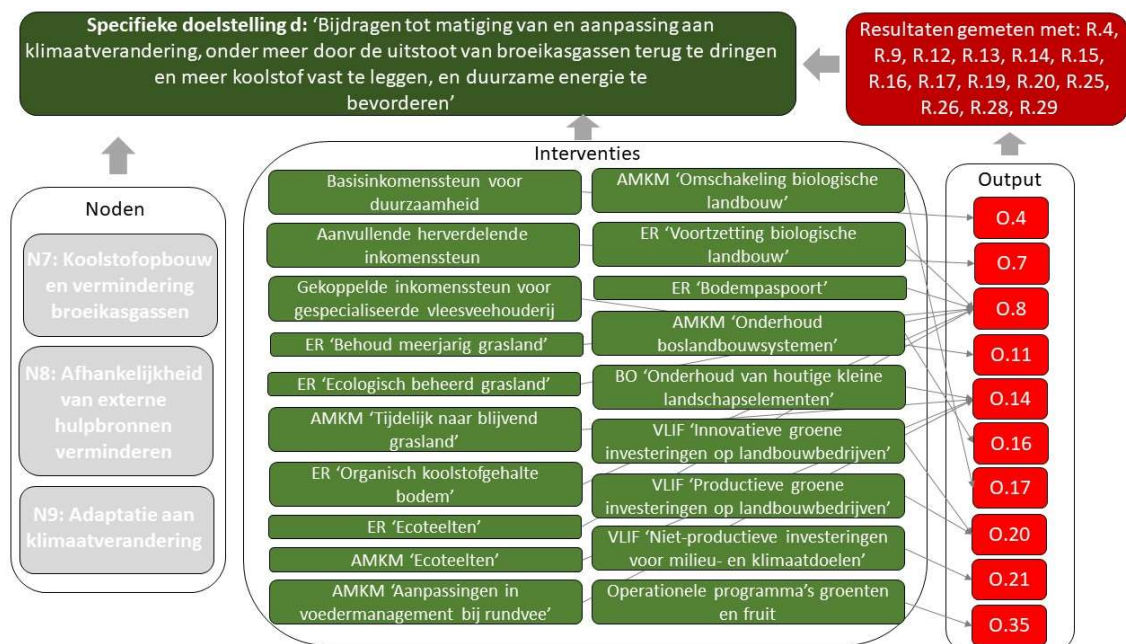 Specifieke doelstelling d: ‘Bijdragen tot matiging van en aanpassing aan
klimaatverandering, onder meer door de uitstoot van broeikasgassen terug te dringen
en meer koolstof vast te leggen, en duurzame energie te
bevorderen’
Resultaten gemeten met: R.4,
R.9, R.12, R.13, R.14, R.15,
R.16, R.17, R.19, R.20, R.25,
R.26, R.28, R.29
Noden
N7: Koolstofopbouw
en vermindering
broeikasgassen
N8: Afhankelijkheid
van externe
hulpbronnen
verminderen
N9: Adaptatie aan
klimaatverandering
Interventies
Basisinkomenssteun voor
duurzaamheid
Aanvullende herverdelende
inkomenssteun
Gekoppelde inkomenssteun voor
gespecialiseerde vleesveehouderij
ER ‘Behoud meerjarig grasland’
ER ‘Ecologisch beheerd grasland’
AMKM ‘Tijdelijk naar blijvend
grasland’
ER ‘Organisch koolstofgehalte
bodem’
ER ‘Ecoteelten’
AMKM ‘Ecoteelten’
AMKM ‘Aanpassingen in
voedermanagement bij rundvee’
AMKM ‘Omschakeling biologische
landbouw’
ER ‘Voortzetting biologische
landbouw’
ER ‘Bodempaspoort’
AMKM ‘Onderhoud
boslandbouwsystemen’
BO ‘Onderhoud van houtige kleine
landschapselementen’
VLIF ‘Innovatieve groene
investeringen op landbouwbedrijven’
VLIF ‘Productieve groene
investeringen op landbouwbedrijven’
VLIF ‘Niet-productieve investeringen
voor milieu- en klimaatdoelen’
Operationele programma’s groenten
en fruit
Output
O.4
O.7
O.8
O.11
O.14
O.16
O.17
O.20
O.21
O.35